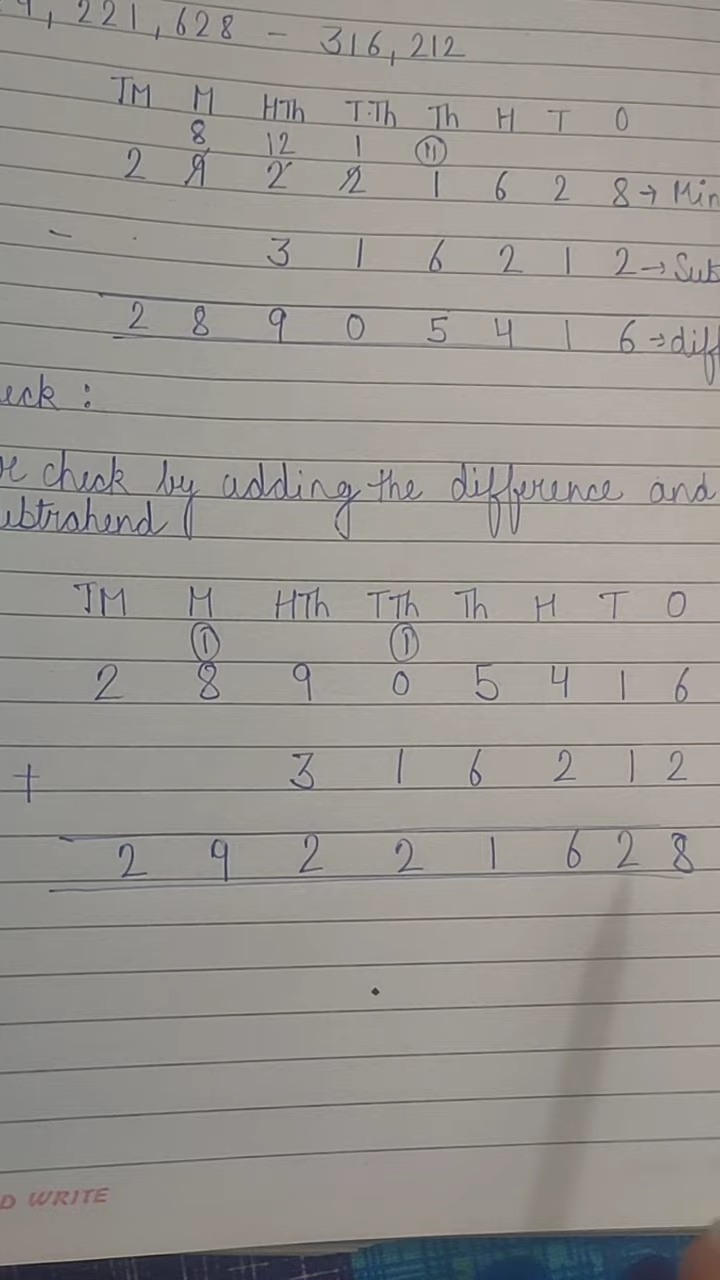 9, 221, 628 - 316, 212
TM M HTh T.Th Th H T O
8 12 1 11
2 9 2 2 1 6 2 8 → Min
- 3 1 6 2 1 2 → Sub
2 8 9 0 5 4 1 6 → diff
eck :
e check by adding the difference and
ubtrahend
TM M HTh TTh Th H T O
1 1
2 8 9 0 5 4 1 6
+ 3 1 6 2 1 2
2 9 2 2 1 6 2 8
D WRITE